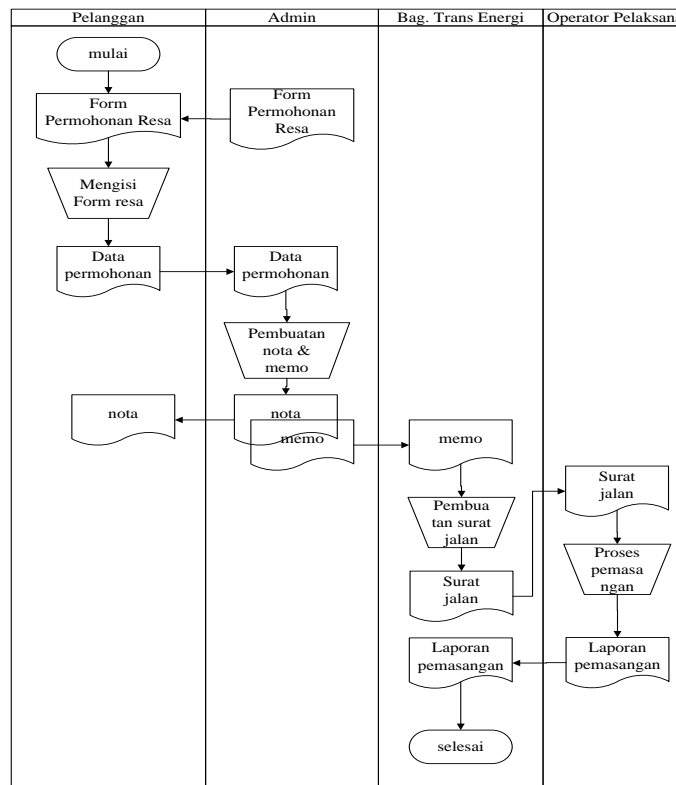 Pelanggan
Admin
Bag. Trans Energi
Operator Pelaksana
mulai
Form
Permohonan Resa
Form
Permohonan
Resa
Mengisi
Form resa
Data
permohonan
Data
permohonan
Pembuatan
nota &
memo
nota
nota
memo
memo
Surat
jalan
Pembua
tan surat
jalan
Proses
pemasa
ngan
Surat
jalan
Laporan
pemasangan
Laporan
pemasangan
selesai